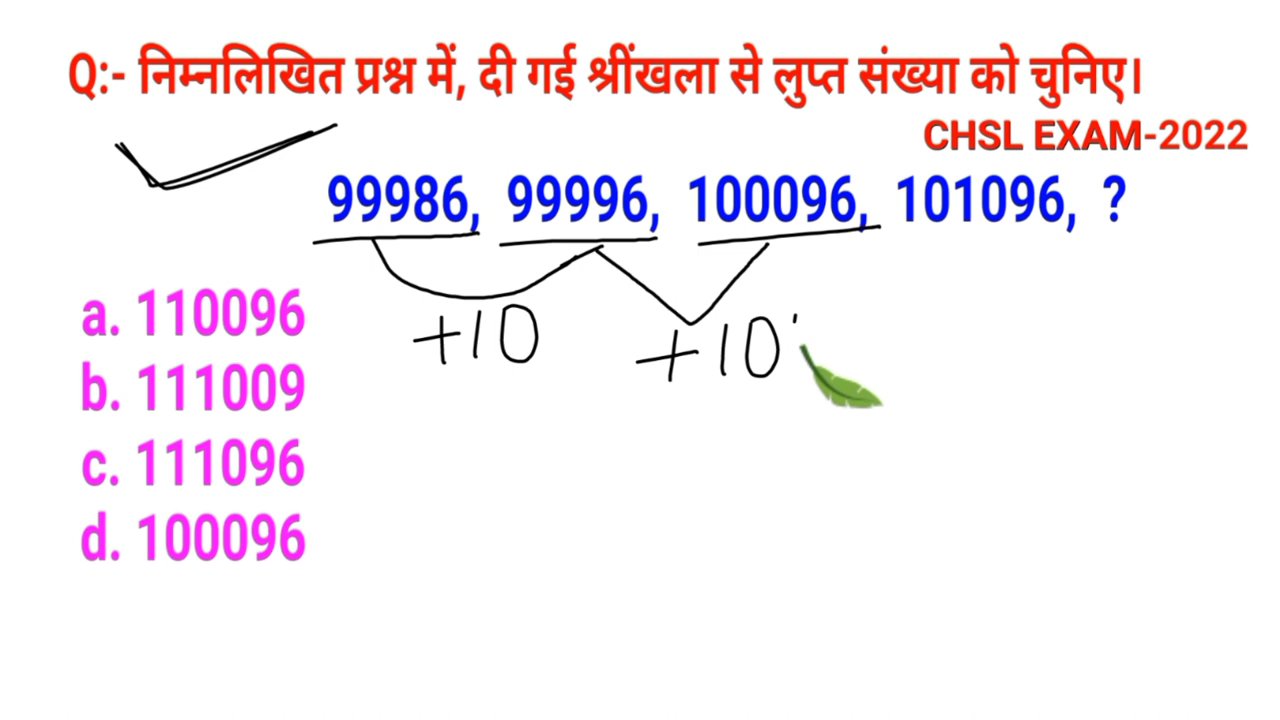 Q:- निम्नलिखित प्रश्न में, दी गई श्रींखला से लुप्त संख्या को चुनिए।
CHSL EXAM-2022
99986, 99996, 100096, 101096, ?
+10 +10
a. 110096
b. 111009
c. 111096
d. 100096